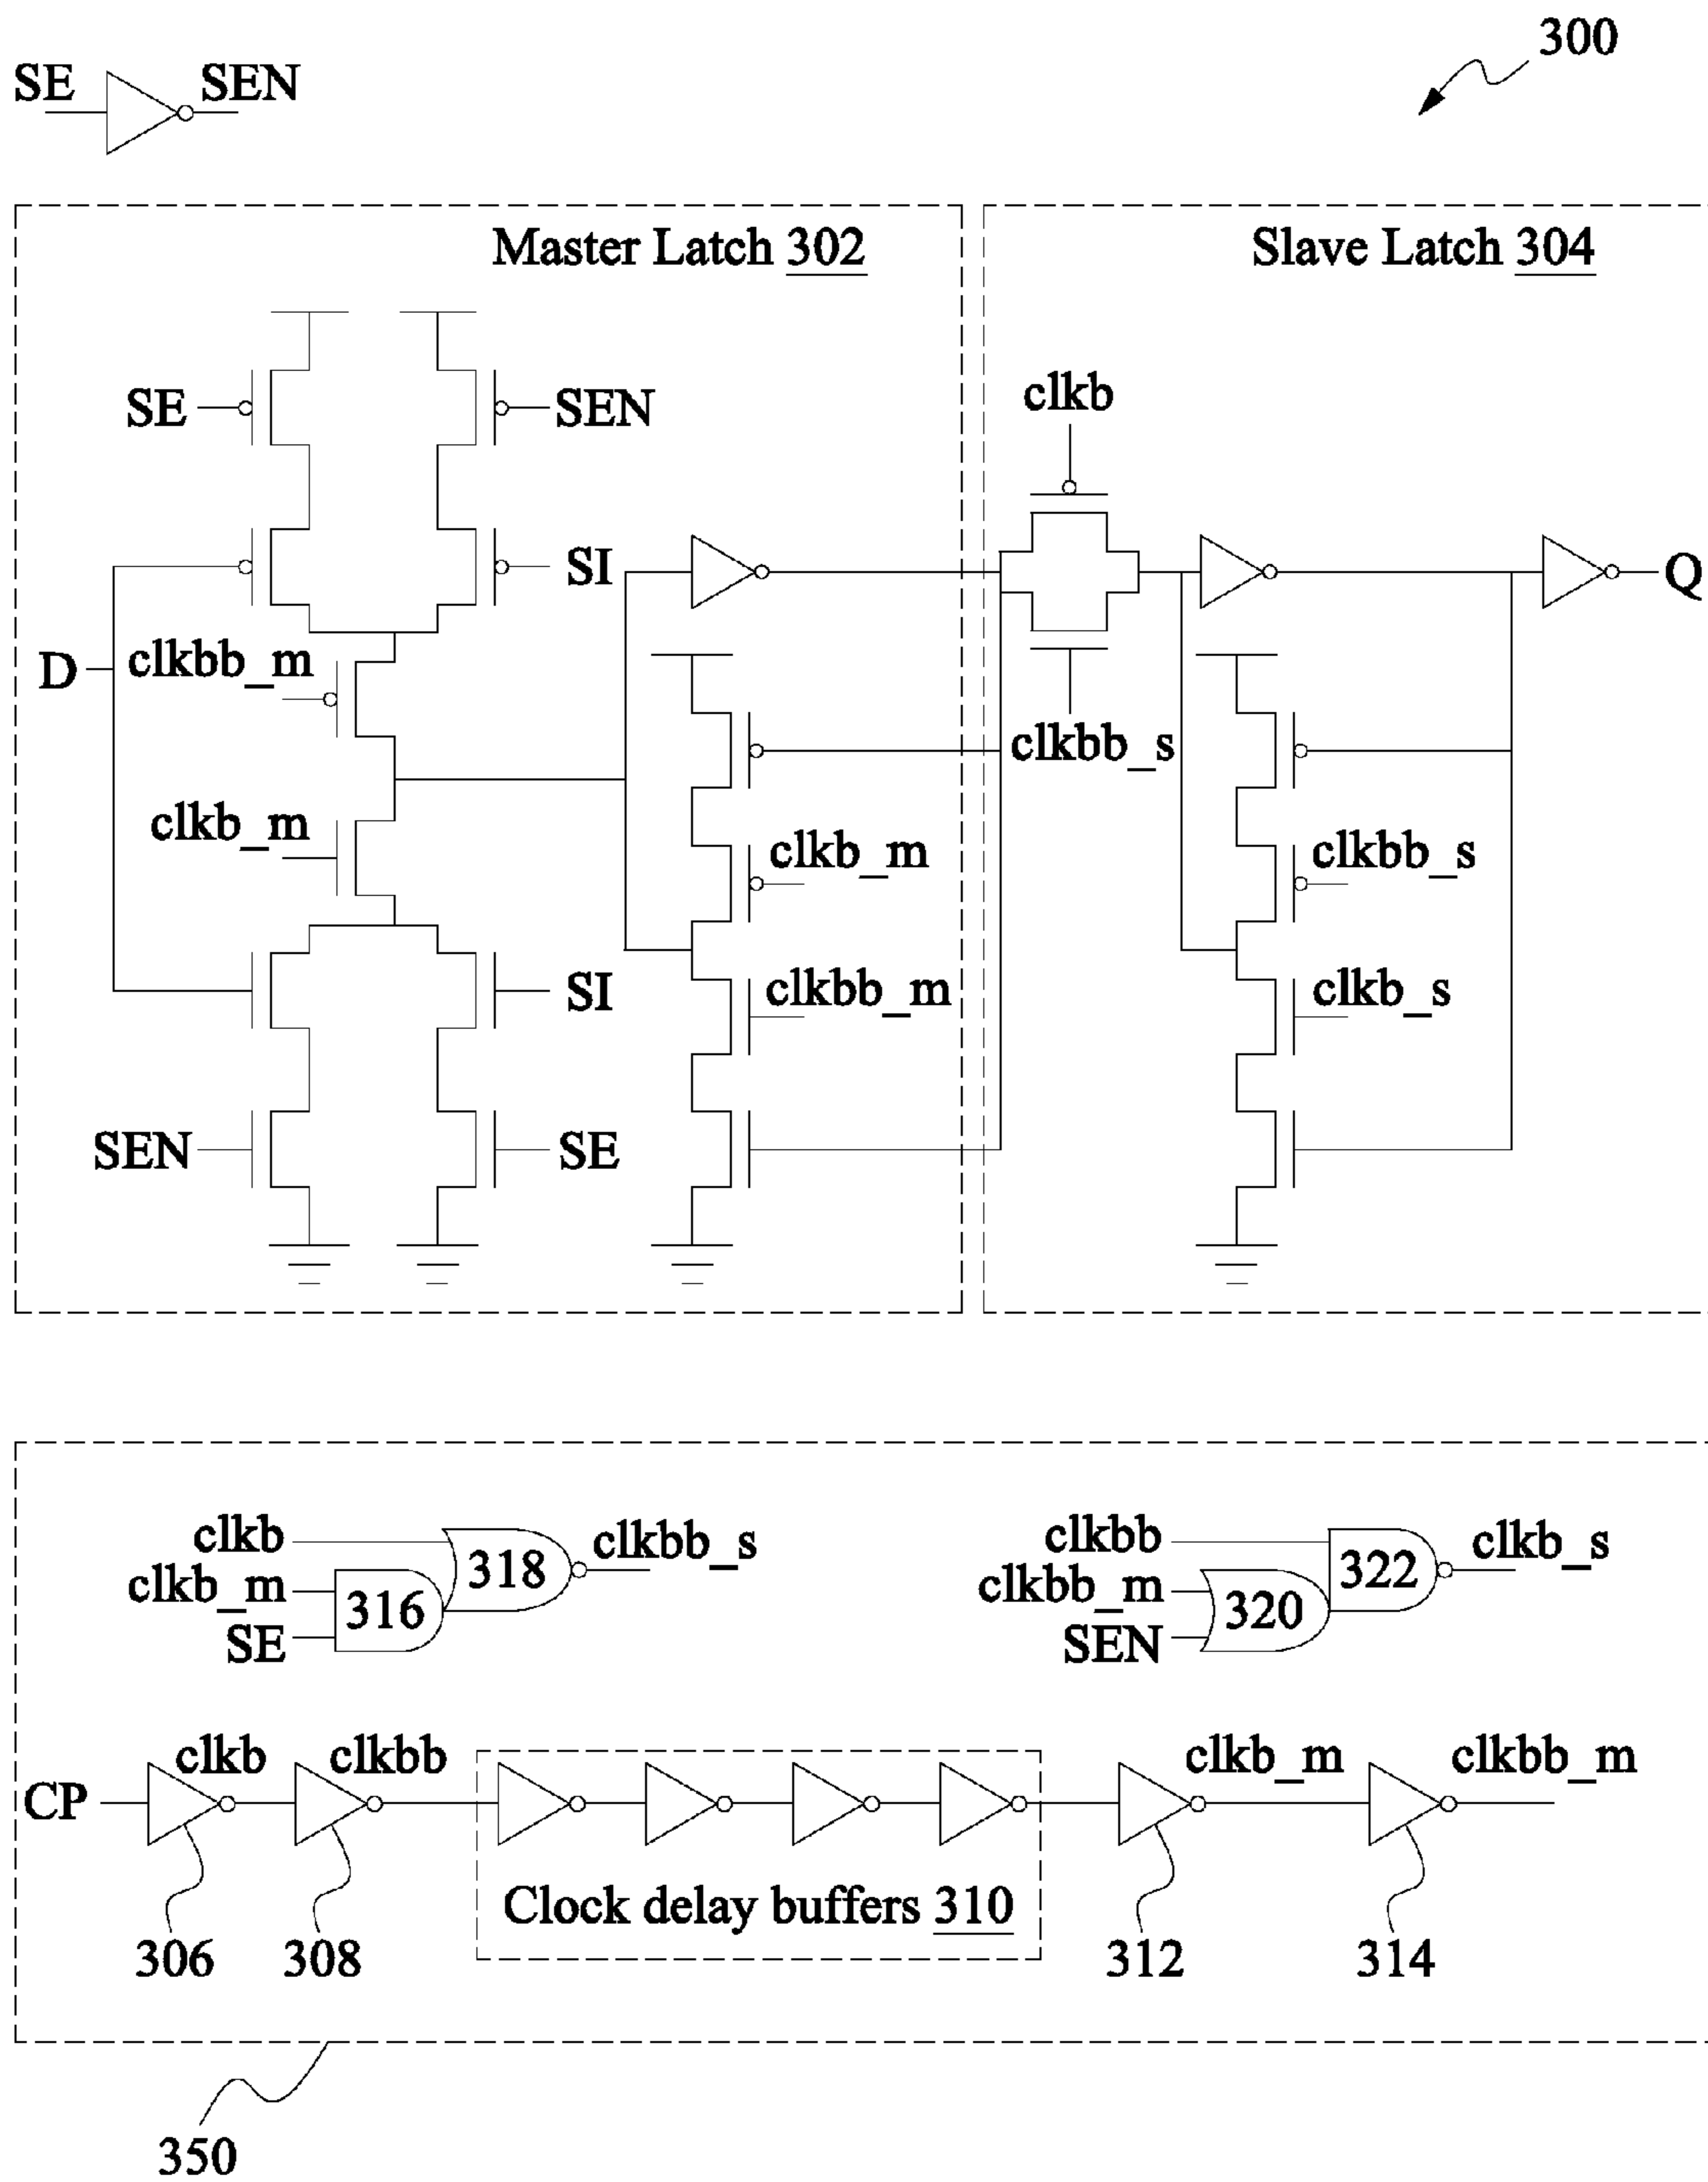 300
SE SEN
Master Latch 302
Slave Latch 304
SE
SEN
clkb
SI
Q
D
clkbb_m
clkbb_s
clkb_m
clkb_m
clkbb_s
SI
clkbb_m
clkb_s
SEN
SE
clkb
318
clkbb_s
clkb_m
316
SE
clkbb
322
clkb_s
clkbb_m
320
SEN
CP
clkb
clkbb
clkb_m
clkbb_m
Clock delay buffers 310
306
308
312
314
350